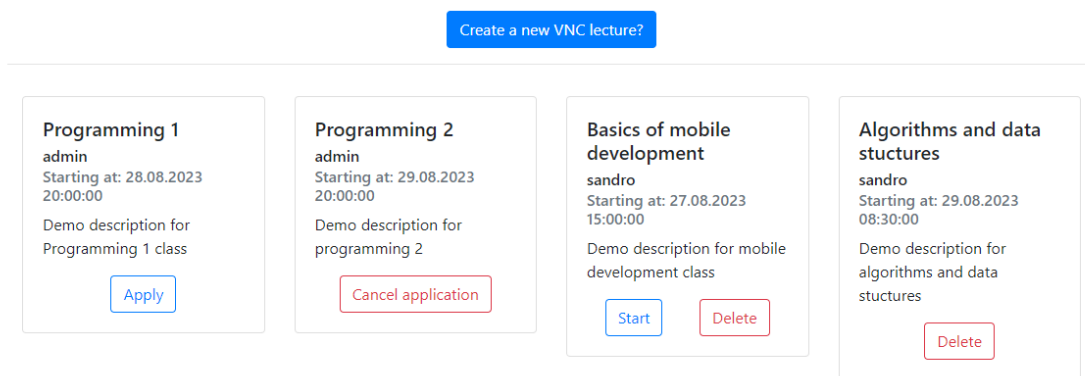 Create a new VNC lecture?
Programming 1
admin
Starting at: 28.08.2023
20:00:00
Demo description for
Programming 1 class
Apply
Programming 2
admin
Starting at: 29.08.2023
20:00:00
Demo description for
programming 2
Cancel application
Basics of mobile
development
sandro
Starting at: 27.08.2023
15:00:00
Demo description for mobile
development class
Start Delete
Algorithms and data
stuctures
sandro
Starting at: 29.08.2023
08:30:00
Demo description for
algorithms and data
stuctures
Delete